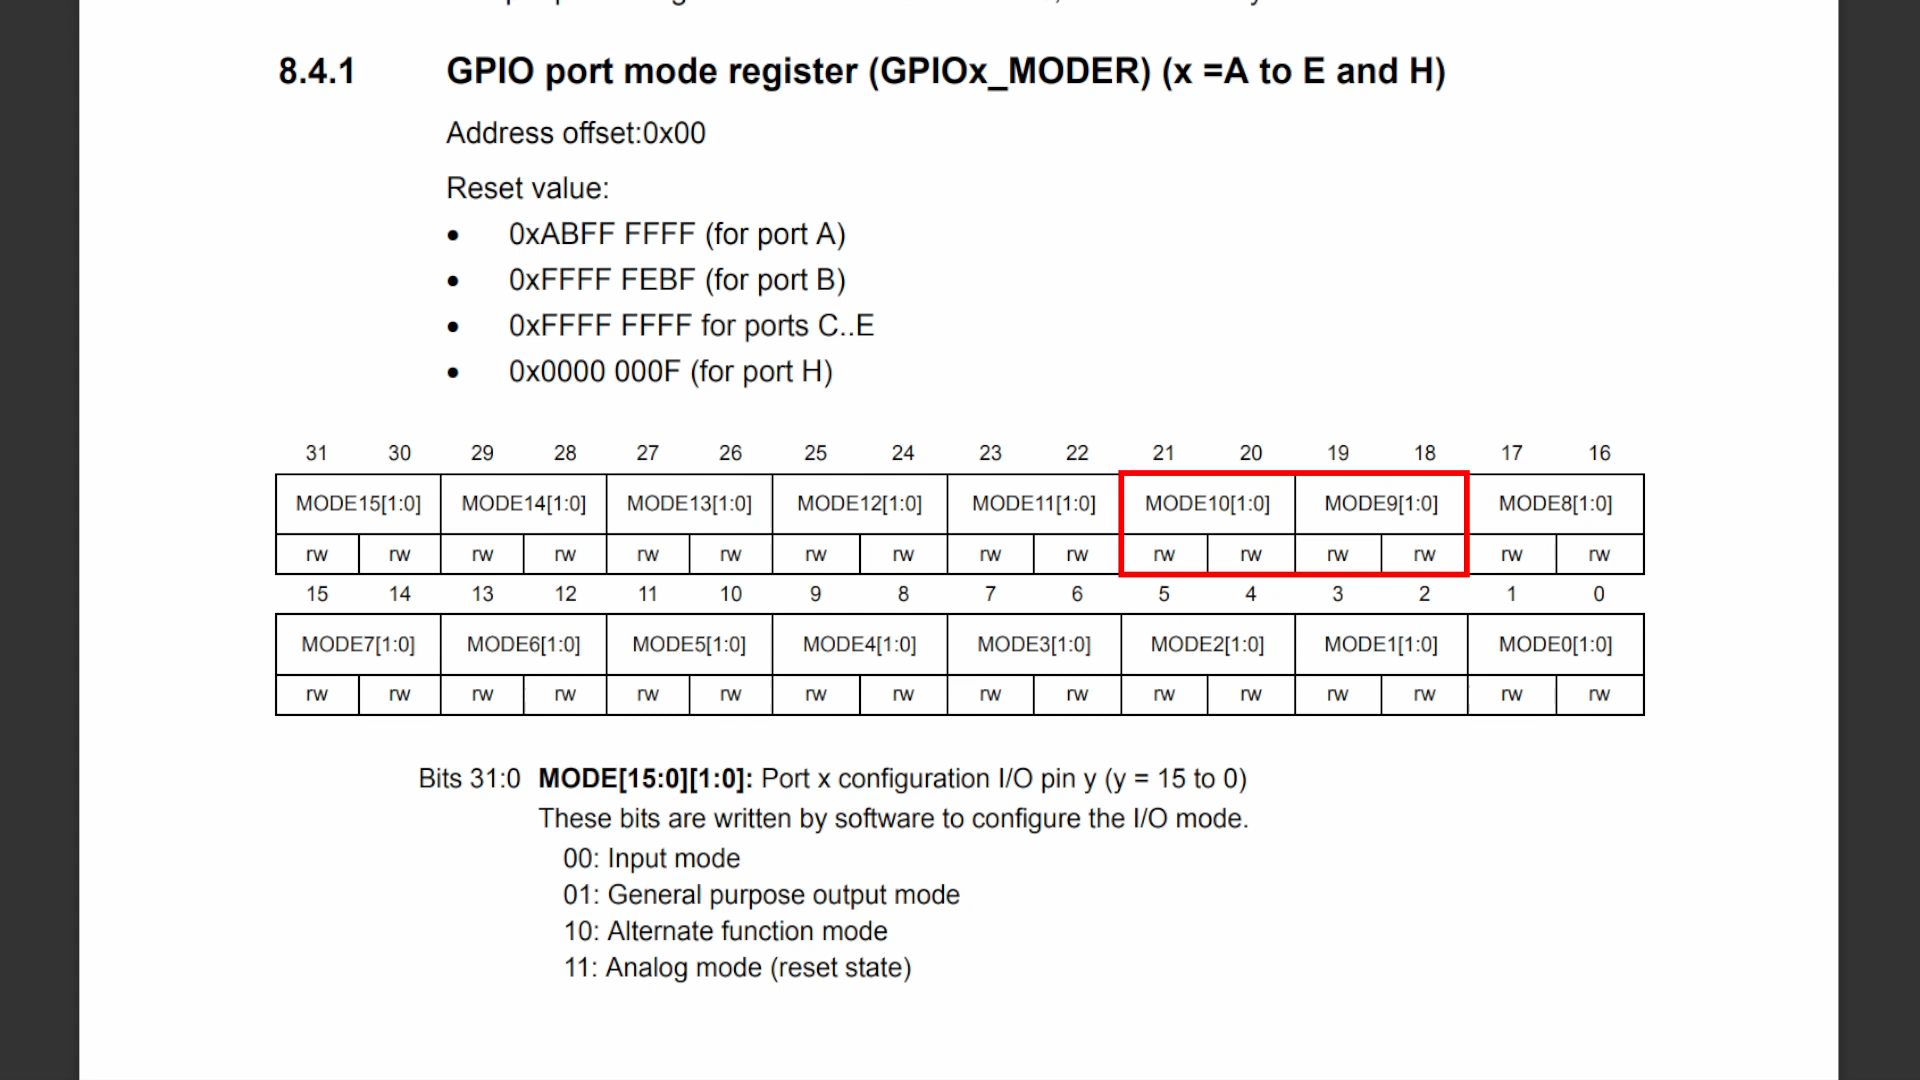 8.4.1 GPIO port mode register (GPIOx_MODER) (x =A to E and H)
Address offset:0x00
Reset value:
• 0xABFF FFFF (for port A)
• 0xFFFF FEBF (for port B)
• 0xFFFF FFFF for ports C..E
• 0x0000 000F (for port H)
31 30 29 28 27 26 25 24 23 22 21 20 19 18 17 16
MODE15[1:0] MODE14[1:0] MODE13[1:0] MODE12[1:0] MODE11[1:0] MODE10[1:0] MODE9[1:0] MODE8[1:0]
rw rw rw rw rw rw rw rw rw rw rw rw rw rw rw rw
15 14 13 12 11 10 9 8 7 6 5 4 3 2 1 0
MODE7[1:0] MODE6[1:0] MODE5[1:0] MODE4[1:0] MODE3[1:0] MODE2[1:0] MODE1[1:0] MODE0[1:0]
rw rw rw rw rw rw rw rw rw rw rw rw rw rw rw rw
Bits 31:0 MODE[15:0][1:0]: Port x configuration I/O pin y (y = 15 to 0)
These bits are written by software to configure the I/O mode.
00: Input mode
01: General purpose output mode
10: Alternate function mode
11: Analog mode (reset state)